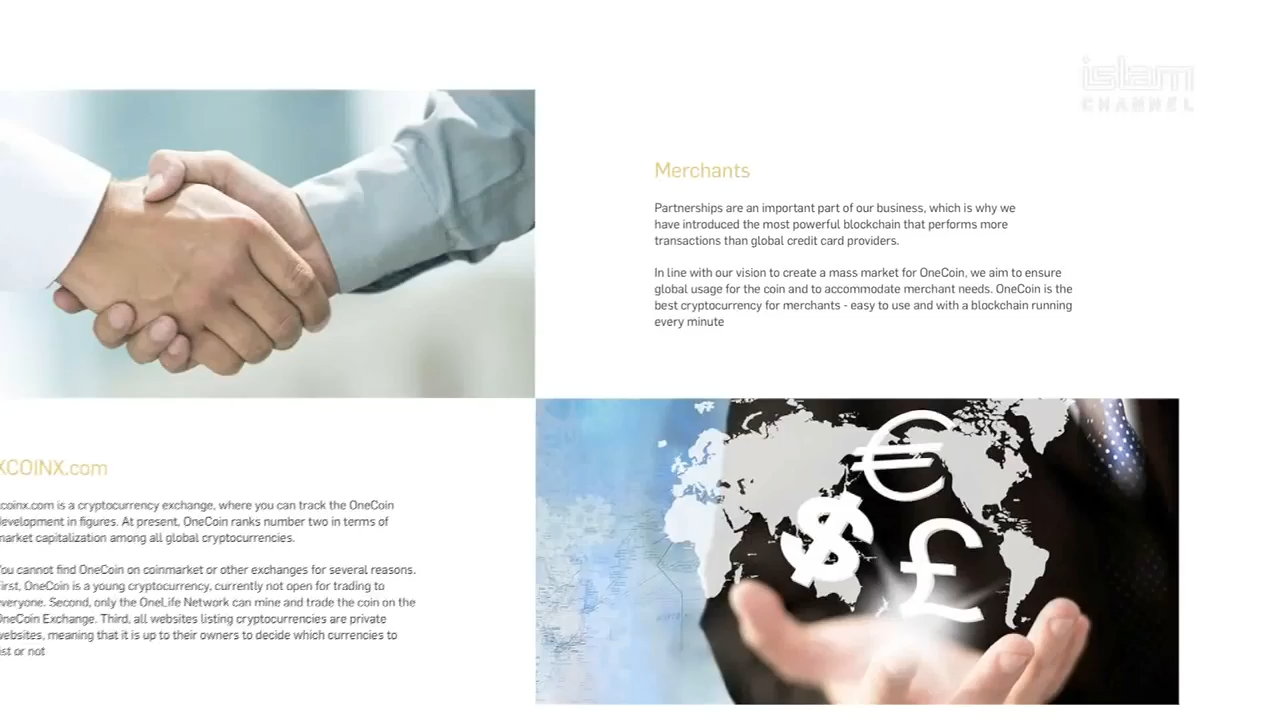 islam
CHANNEL
Merchants
Partnerships are an important part of our business, which is why we
have introduced the most powerful blockchain that performs more
transactions than global credit card providers.
In line with our vision to create a mass market for OneCoin, we aim to ensure
global usage for the coin and to accommodate merchant needs. OneCoin is the
best cryptocurrency for merchants - easy to use and with a blockchain running
every minute
XCOINX.com
coinx.com is a cryptocurrency exchange, where you can track the OneCoin
development in figures. At present, OneCoin ranks number two in terms of
market capitalization among all global cryptocurrencies.
You cannot find OneCoin on coinmarket or other exchanges for several reasons.
First, OneCoin is a young cryptocurrency, currently not open for trading to
everyone. Second, only the OneLife Network can mine and trade the coin on the
OneCoin Exchange. Third, all websites listing cryptocurrencies are private
websites, meaning that it is up to their owners to decide which currencies to
list or not
€
$
£